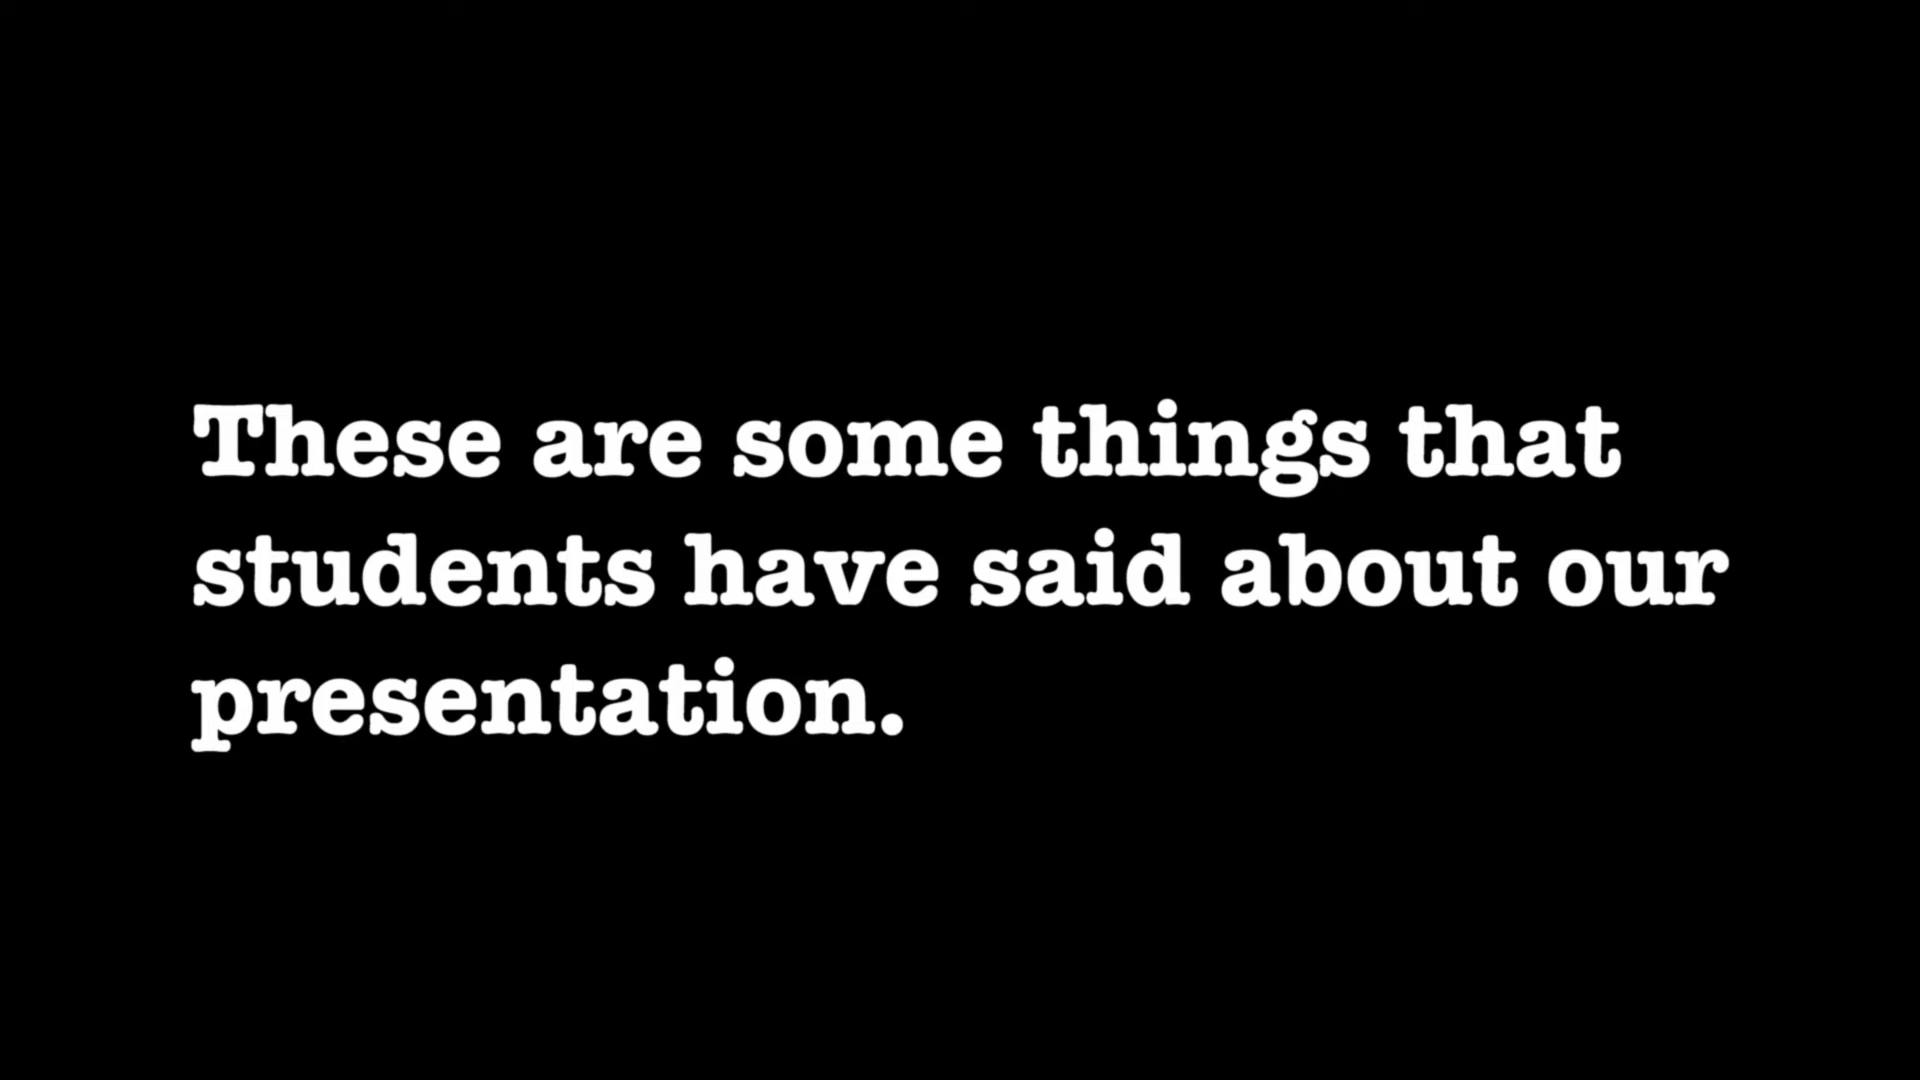 These are some things that
students have said about our
presentation.